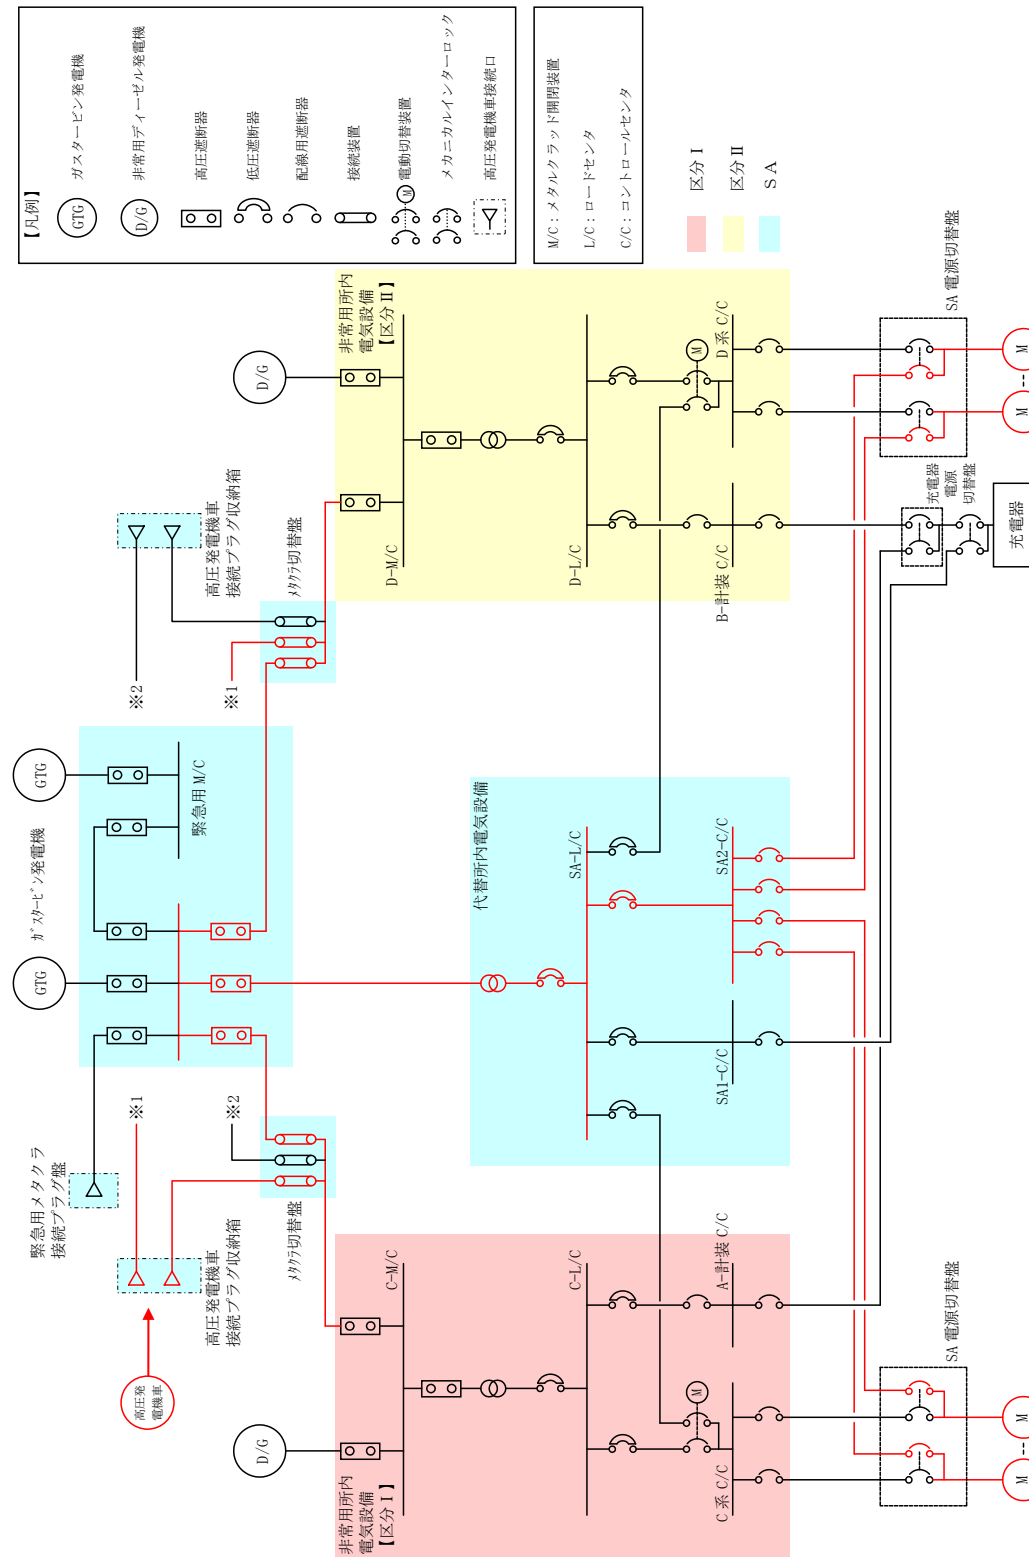 【凡例】
GTG
ガスタービン発電機
D/G
非常用ディーゼル発電機
高圧遮断器
低圧遮断器
配線用遮断器
接続装置
M
電動切替装置
メカニカルインターロック
高圧発電機車接続口
M/C：メタルクラッド開閉装置
L/C：ロードセンタ
C/C：コントロールセンタ
区分Ⅰ
区分Ⅱ
SA
緊急用メタクラ
接続プラグ盤
GTG
ｶﾞｽﾀｰﾋﾞﾝ発電機
GTG
緊急用 M/C
高圧発
電機車
高圧発電機車
接続プラグ収納箱
※1
※2
ﾒﾀｸﾗ切替盤
※2
※1
高圧発電機車
接続プラグ収納箱
ﾒﾀｸﾗ切替盤
D/G
D/G
非常用所内
電気設備
【区分Ⅰ】
C-M/C
C-L/C
M
C系 C/C
A-計装 C/C
代替所内電気設備
SA-L/C
SA1-C/C
SA2-C/C
非常用所内
電気設備
【区分Ⅱ】
D-M/C
D-L/C
M
B-計装 C/C
D系 C/C
SA 電源切替盤
M
M
充電器
電源
切替盤
充電器
SA 電源切替盤
M
M